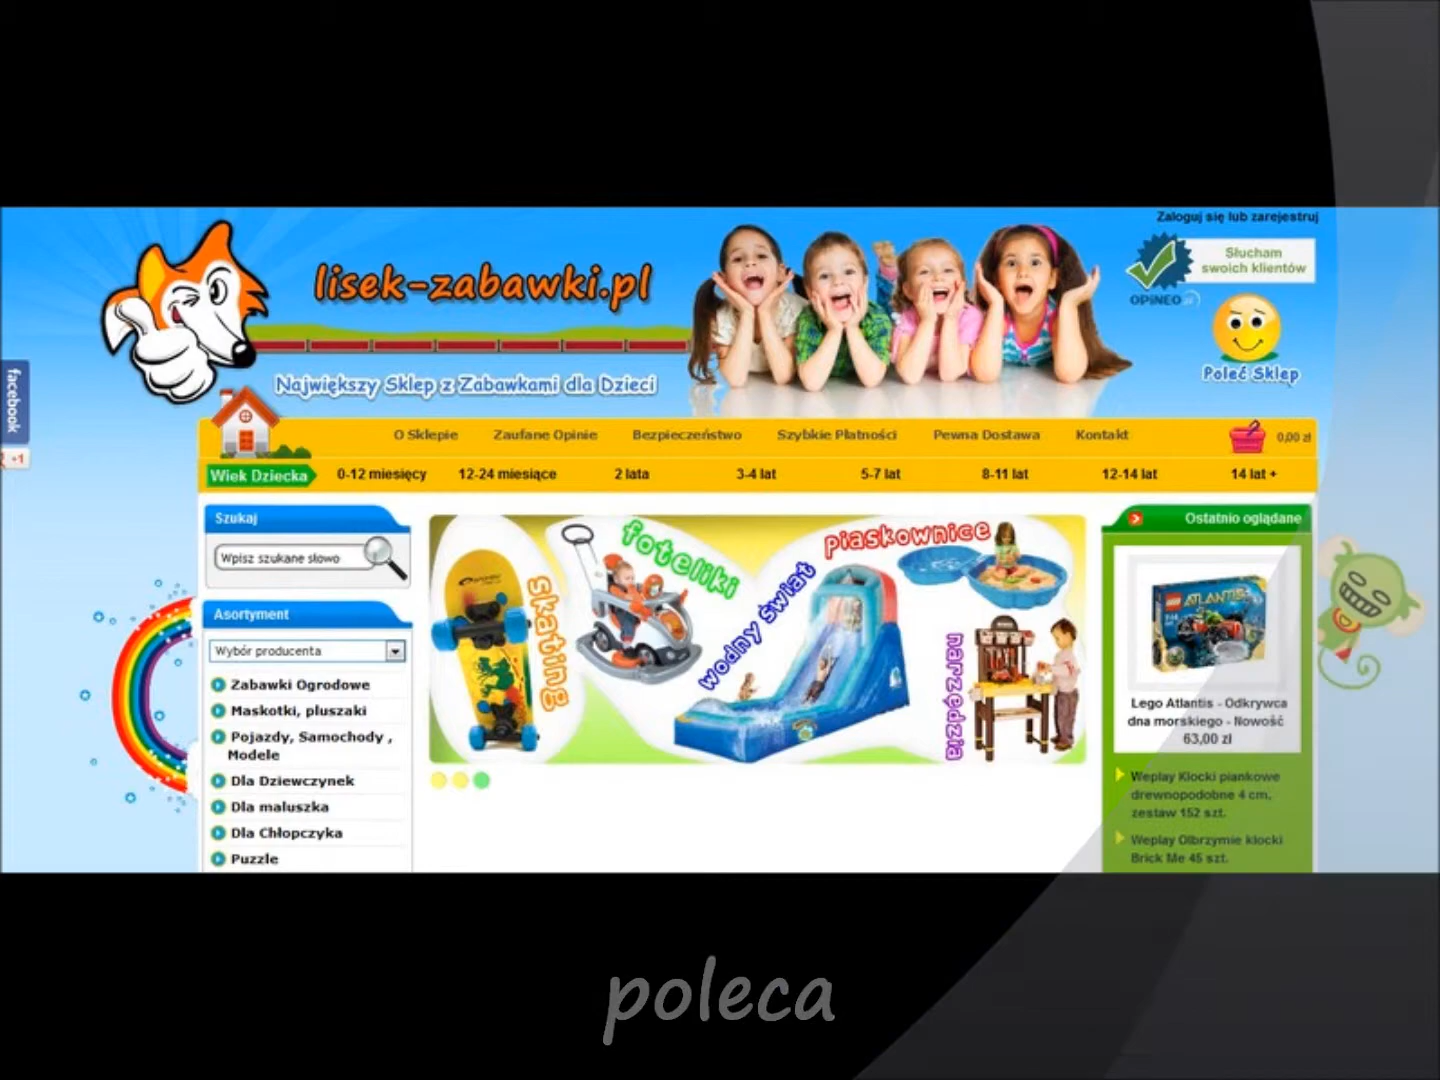 Zaloguj się lub zarejestruj
lisek-zabawki.pl
Słucham
swoich klientów
OPiNEO
Największy Sklep z Zabawkami dla Dzieci
Poleć Sklep
facebook
+1
O Sklepie Zaufane Opinie Bezpieczeństwo Szybkie Płatności Pewna Dostawa Kontakt 0,00 zł
Wiek Dziecka 0-12 miesięcy 12-24 miesiące 2 lata 3-4 lat 5-7 lat 8-11 lat 12-14 lat 14 lat +
Szukaj
Wpisz szukane słowo
Asortyment
Wybór producenta
Zabawki Ogrodowe
Maskotki, pluszaki
Pojazdy, Samochody ,
Modele
Dla Dziewczynek
Dla maluszka
Dla Chłopczyka
Puzzle
skating
foteliki
wodny świat
piaskownice
narzędzia
Ostatnio oglądane
LEGO ATLANTIS
Lego Atlantis - Odkrywca
dna morskiego - Nowość
63,00 zł
Weplay Klocki piankowe
drewnopodobne 4 cm,
zestaw 152 szt.
Weplay Olbrzymie klocki
Brick Me 45 szt.
poleca